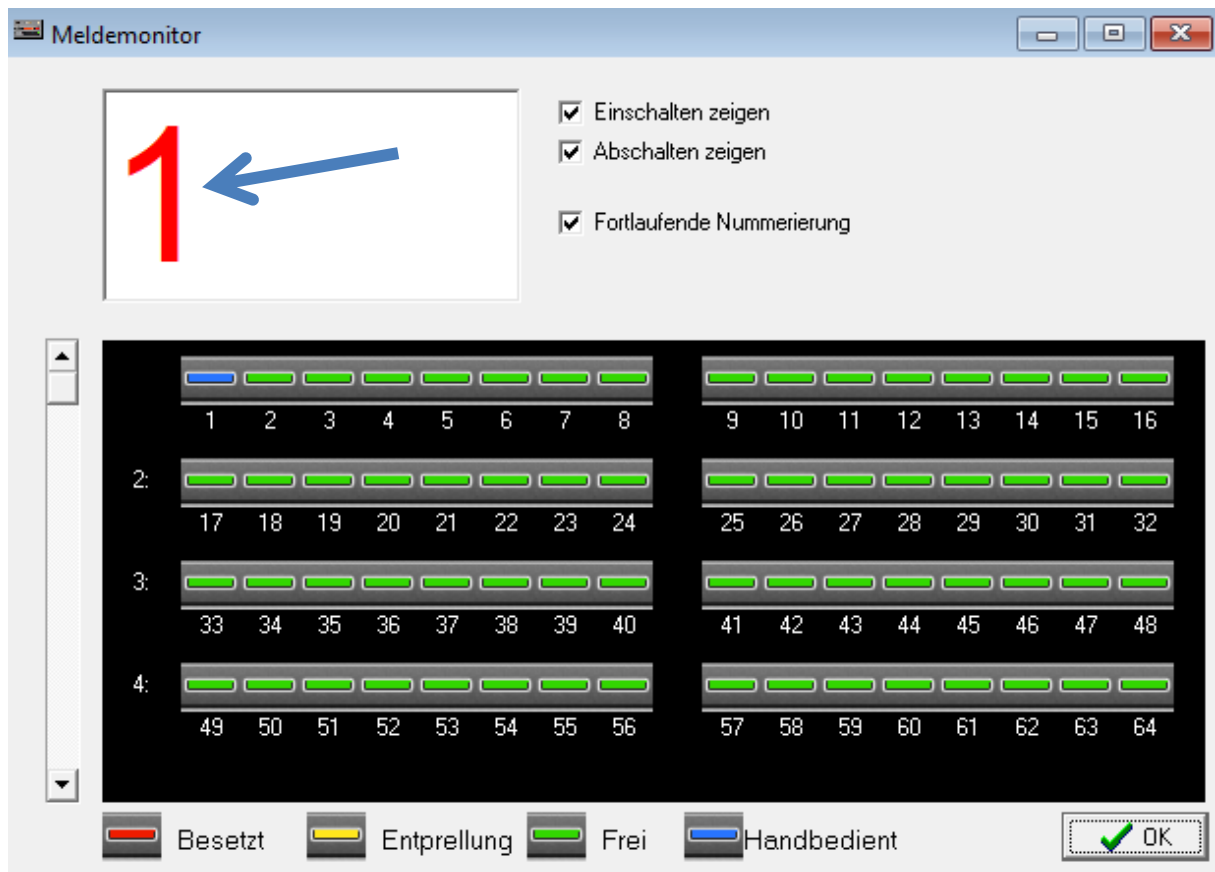 Meldemonitor
1
Einschalten zeigen
Abschalten zeigen
Fortlaufende Nummerierung
1 2 3 4 5 6 7 8 9 10 11 12 13 14 15 16
2:
17 18 19 20 21 22 23 24 25 26 27 28 29 30 31 32
3:
33 34 35 36 37 38 39 40 41 42 43 44 45 46 47 48
4:
49 50 51 52 53 54 55 56 57 58 59 60 61 62 63 64
Besetzt Entprellung Frei Handbedient OK